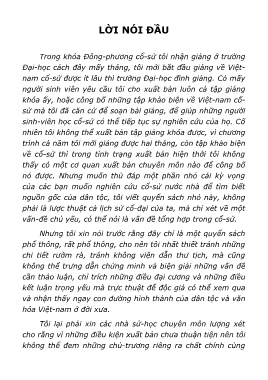 LỜI NÓI ĐẦU
Trong khóa Đông-phương cổ-sử tôi nhận giảng ở trường
Đại-học cách đây mấy tháng, tôi mới bắt đầu giảng về Việt-
nam cổ-sử được ít lâu thì trường Đại-học đình giảng. Có mấy
người sinh viên yêu cầu tôi cho xuất bản luôn cả tập giảng
khóa ấy, hoặc công bố những tập khảo biên về Việt-nam cổ-
sử mà tôi đã căn cứ để soạn tập giảng, để giúp những người
sinh-viên học cổ-sử có thể tiếp tục sự nghiên cứu của họ. Cố
nhiên tôi không thể xuất bản tập giảng khóa được, vì chương
trình cả năm tôi mới giảng được hai tháng, còn tập khảo biên
về cổ-sử thì trong tình trạng xuất bản hiện thời tôi không
thấy có một cơ quan xuất bản chuyên môn nào để công bố
nó được. Nhưng muốn thù đáp một phần nhỏ cái kỳ vọng
của các bạn muốn nghiên cứu cổ-sử nước nhà để tìm biết
nguồn gốc của dân tộc, tôi viết quyển sách nhỏ này, không
phải là lược thuật cả lịch sử cổ-đại của ta, mà chỉ xét về một
vấn-đề chủ yếu, có thể nói là vấn đề tổng hợp trong cổ-sử.
Nhưng tôi xin nói trước rằng đây chỉ là một quyển sách
phổ thông, rất phổ thông, cho nên tôi nhất thiết tránh những
chi tiết rườm rà, tránh không viện dẫn thư tịch, mà cũng
không thể trưng dẫn chứng minh và biện giải những vấn đề
cần thảo luận, chỉ trích những điều đại cương và những điều
kết luận trọng yếu mà trực thuật để độc giả có thể xem qua
và nhận thấy ngay con đường hình thành của dân tộc và văn
hóa Việt-nam ở đời xưa.
Tôi lại phải xin các nhà sử-học chuyên môn lượng xét
cho rằng vì những điều kiện xuất bản chưa thuận tiện nên tôi
không thể đem những chủ-trương riêng ra chất chính cùng